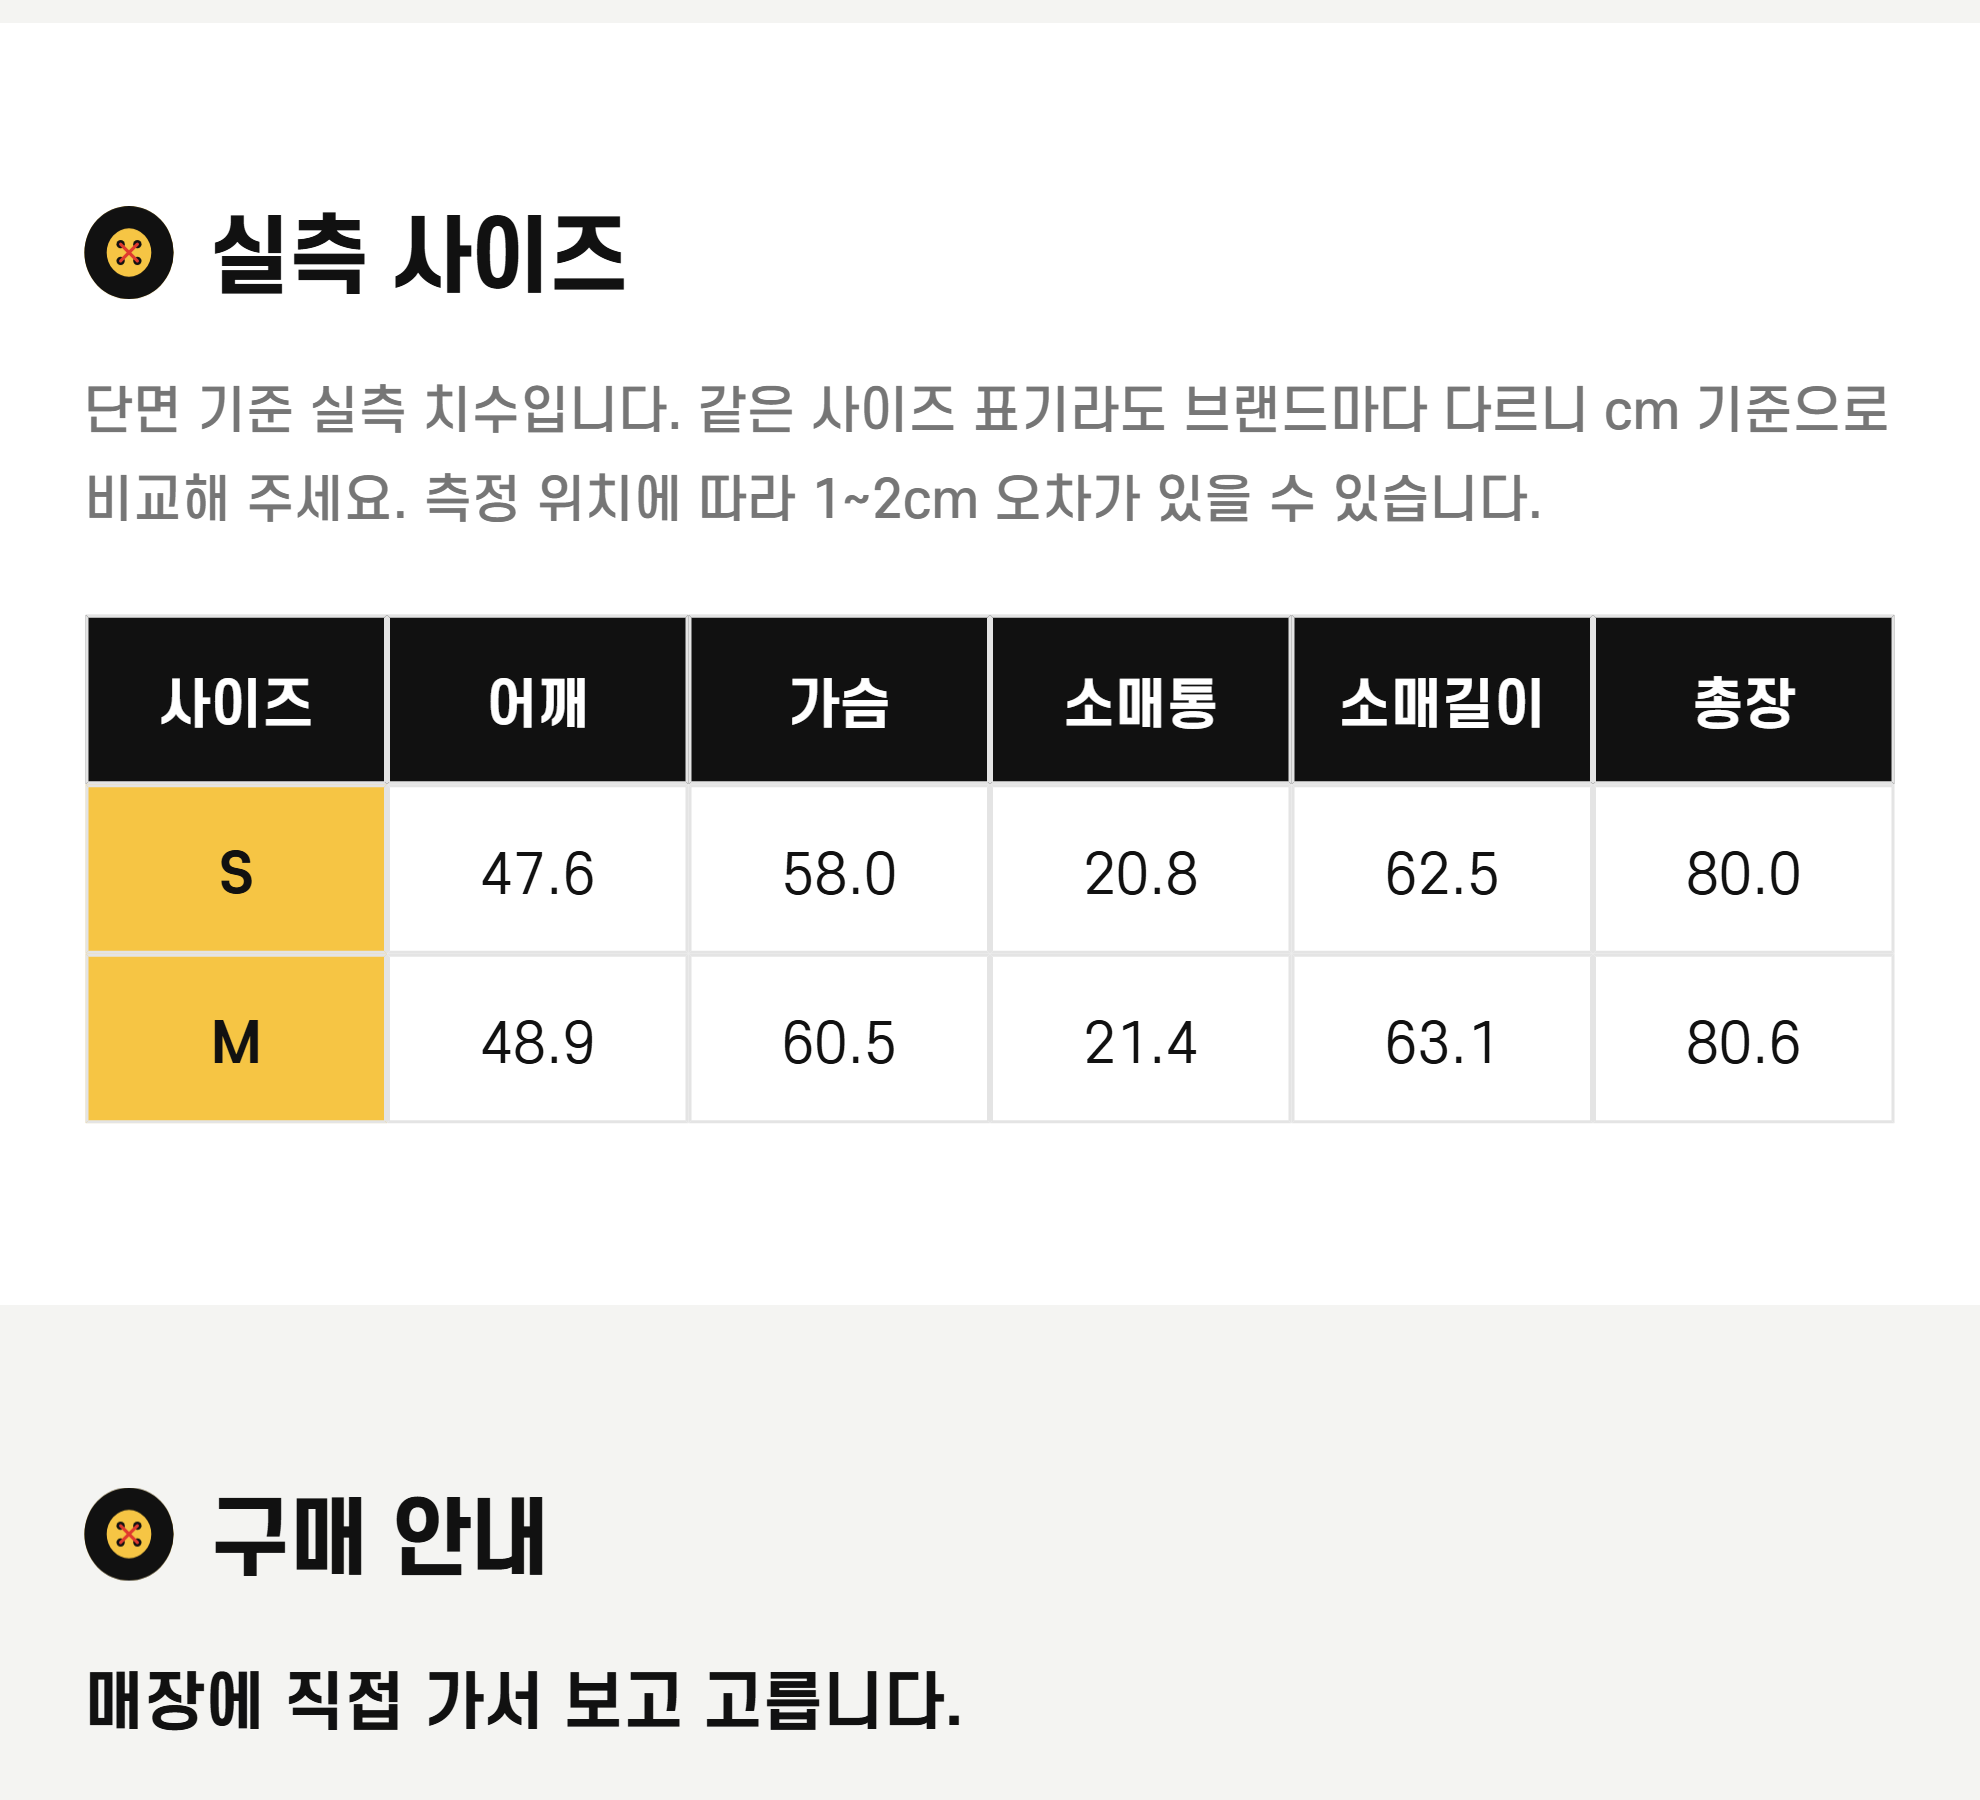 실측 사이즈
단면 기준 실측 치수입니다. 같은 사이즈 표기라도 브랜드마다 다르니 cm 기준으로
비교해 주세요. 측정 위치에 따라 1~2cm 오차가 있을 수 있습니다.
사이즈 어깨 가슴 소매통 소매길이 총장
S 47.6 58.0 20.8 62.5 80.0
M 48.9 60.5 21.4 63.1 80.6
구매 안내
매장에 직접 가서 보고 고릅니다.